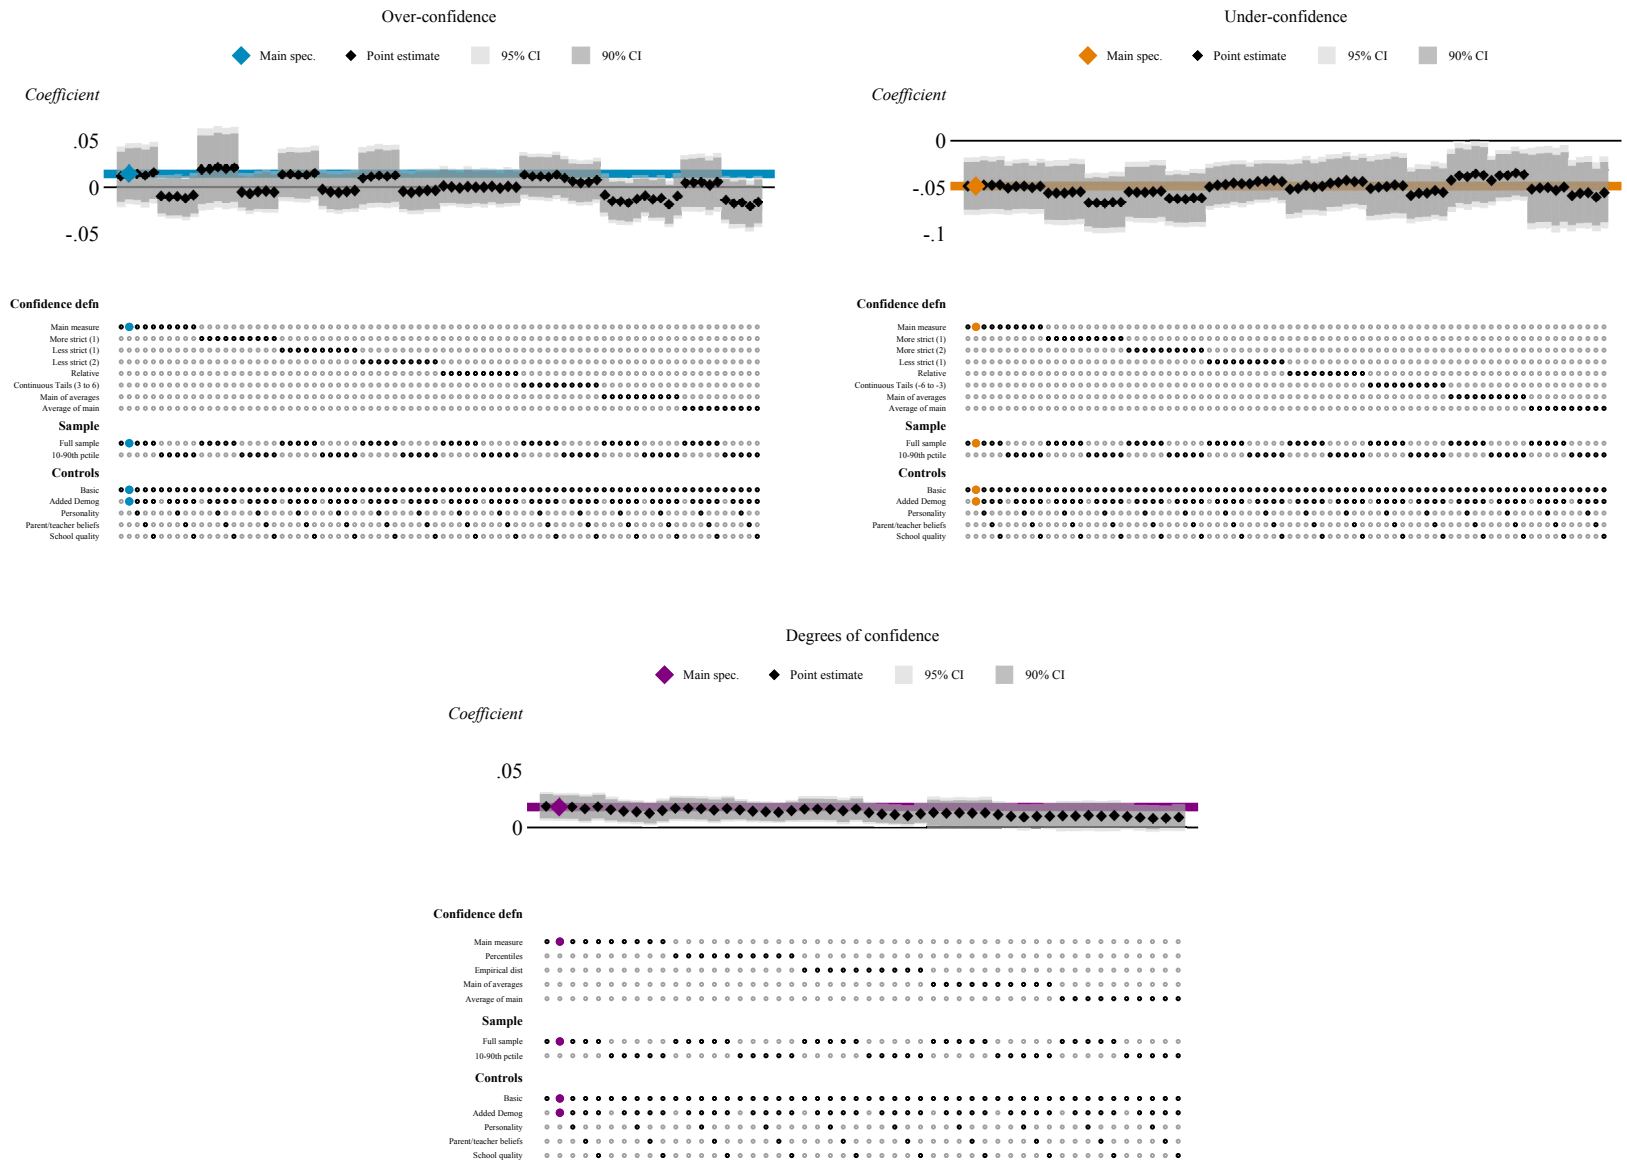 Over-confidence
Main spec. Point estimate 95% CI 90% CI
Coefficient
.05
0
-.05
Confidence defn
Main measure
More strict (1)
Less strict (1)
Less strict (2)
Relative
Continuous Tails (3 to 6)
Main of averages
Average of main
Sample
Full sample
10-90th pctile
Controls
Basic
Added Demog
Personality
Parent/teacher beliefs
School quality
Under-confidence
Main spec. Point estimate 95% CI 90% CI
Coefficient
0
-.05
-.1
Confidence defn
Main measure
More strict (1)
More strict (2)
Less strict (1)
Relative
Continuous Tails (-6 to -3)
Main of averages
Average of main
Sample
Full sample
10-90th pctile
Controls
Basic
Added Demog
Personality
Parent/teacher beliefs
School quality
Degrees of confidence
Main spec. Point estimate 95% CI 90% CI
Coefficient
.05
0
Confidence defn
Main measure
Percentiles
Empirical dist
Main of averages
Average of main
Sample
Full sample
10-90th pctile
Controls
Basic
Added Demog
Personality
Parent/teacher beliefs
School quality